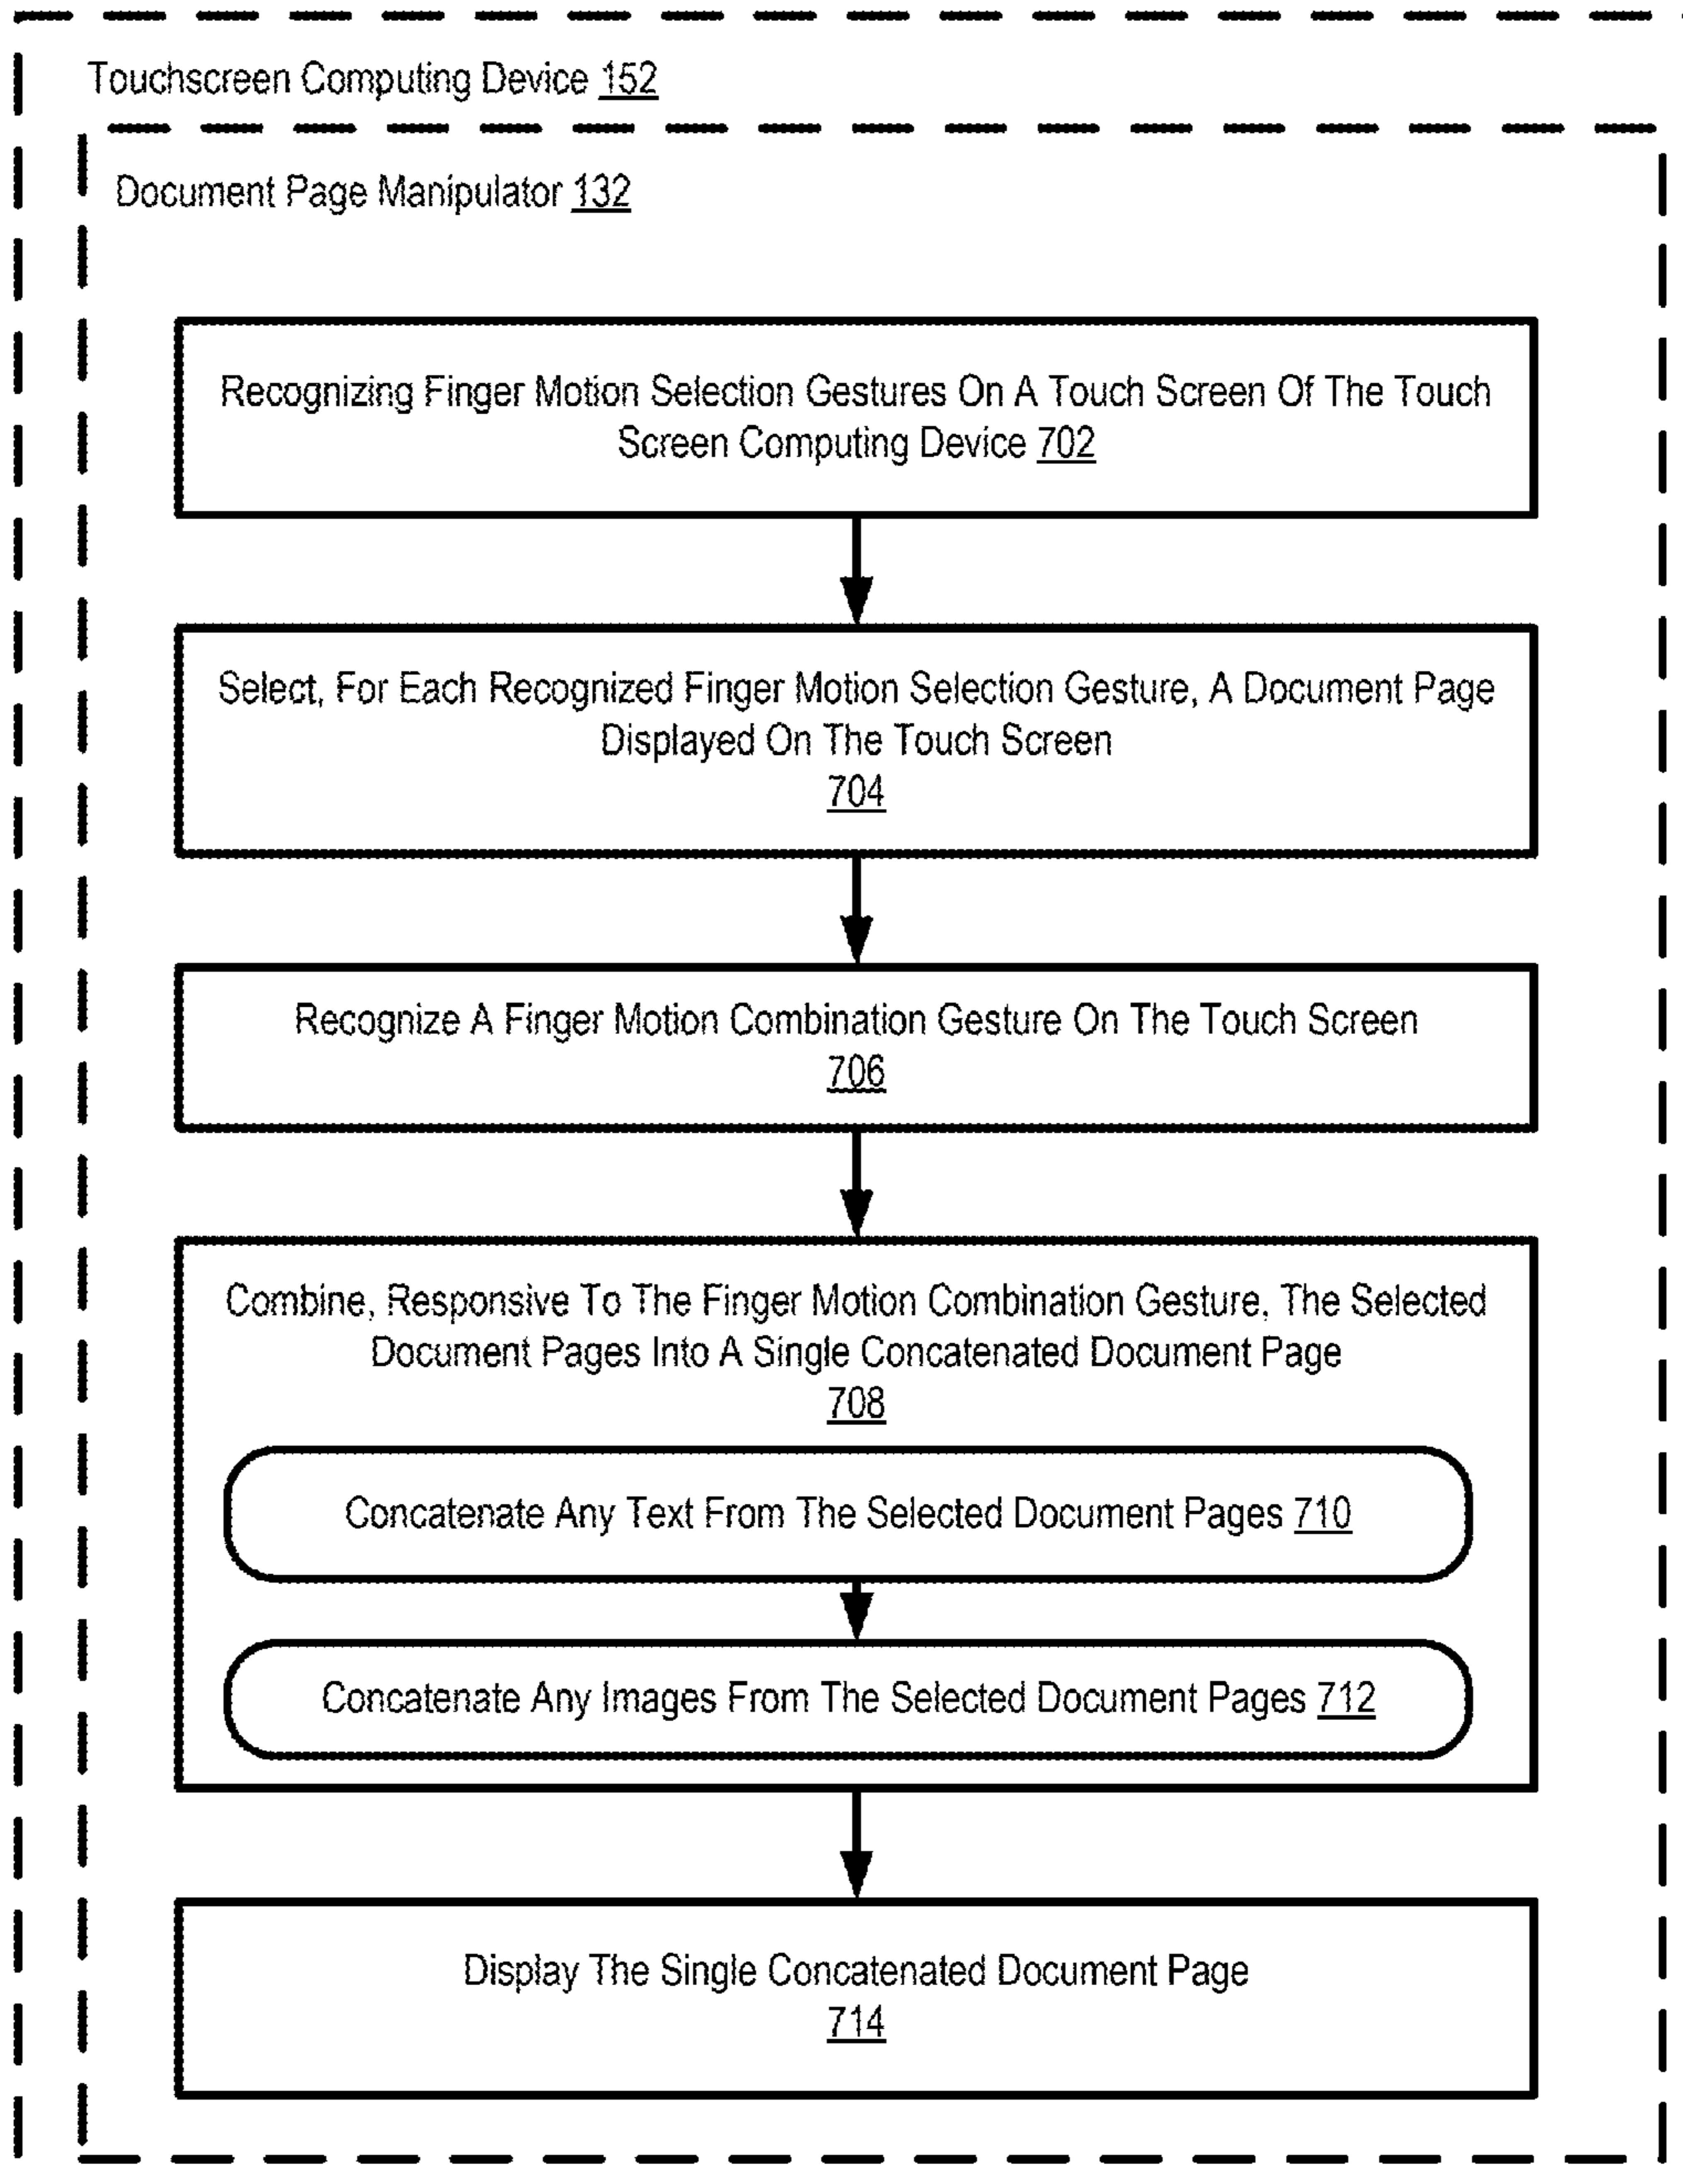 Touchscreen Computing Device 152
Document Page Manipulator 132
Recognizing Finger Motion Selection Gestures On A Touch Screen Of The Touch
Screen Computing Device 702
Select, For Each Recognized Finger Motion Selection Gesture, A Document Page
Displayed On The Touch Screen
704
Recognize A Finger Motion Combination Gesture On The Touch Screen
706
Combine, Responsive To The Finger Motion Combination Gesture, The Selected
Document Pages Into A Single Concatenated Document Page
708
Concatenate Any Text From The Selected Document Pages 710
Concatenate Any Images From The Selected Document Pages 712
Display The Single Concatenated Document Page
714